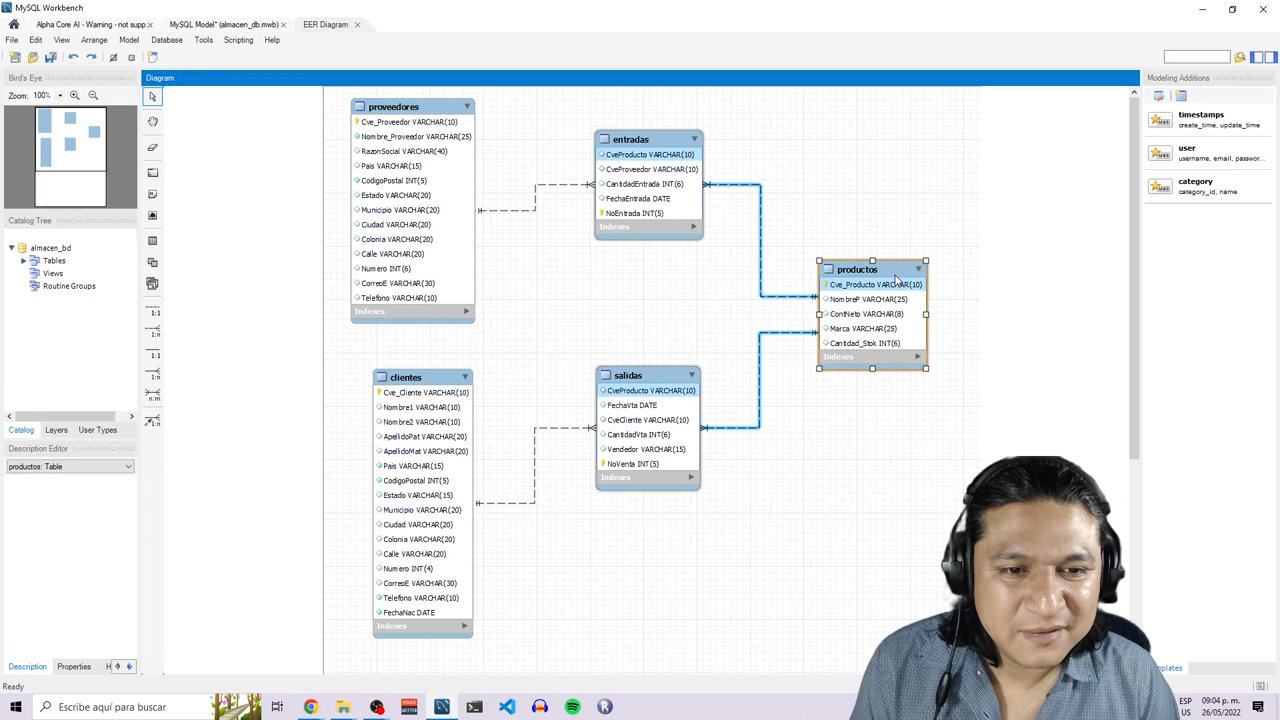 MySQL Workbench
Alpha Core AI - Warning - not supp...
MySQL Model* (almacen_db.mwb)
EER Diagram
File Edit View Arrange Model Database Tools Scripting Help
Bird's Eye
Zoom: 100%
Diagram
Modeling Additions
timestamps
create_time, update_time
user
username, email, passwor...
category
category_id, name
proveedores
Cve_Proveedor VARCHAR(10)
Nombre_Proveedor VARCHAR(25)
RazonSocial VARCHAR(40)
Pais VARCHAR(15)
CodigoPostal INT(5)
Estado VARCHAR(20)
Municipio VARCHAR(20)
Ciudad VARCHAR(20)
Colonia VARCHAR(20)
Calle VARCHAR(20)
Numero INT(6)
CorreoE VARCHAR(30)
Telefono VARCHAR(10)
Indexes
entradas
CveProducto VARCHAR(10)
CveProveedor VARCHAR(10)
CantidadEntrada INT(6)
FechaEntrada DATE
NoEntrada INT(5)
Indexes
productos
Cve_Producto VARCHAR(10)
NombreP VARCHAR(25)
ContNeto VARCHAR(8)
Marca VARCHAR(25)
Cantidad_Stok INT(6)
Indexes
clientes
Cve_Cliente VARCHAR(10)
Nombre1 VARCHAR(10)
Nombre2 VARCHAR(10)
ApellidoPat VARCHAR(20)
ApellidoMat VARCHAR(20)
Pais VARCHAR(15)
CodigoPostal INT(5)
Estado VARCHAR(15)
Municipio VARCHAR(20)
Ciudad VARCHAR(20)
Colonia VARCHAR(20)
Calle VARCHAR(20)
Numero INT(4)
CorreoE VARCHAR(30)
Telefono VARCHAR(10)
FechaNac DATE
Indexes
salidas
CveProducto VARCHAR(10)
FechaVta DATE
CveCliente VARCHAR(10)
CantidadVta INT(6)
Vendedor VARCHAR(15)
NoVenta INT(5)
Indexes
Catalog Tree
almacen_bd
Tables
Views
Routine Groups
Catalog Layers User Types
Description Editor
productos: Table
1:1
1:n
1:1
1:n
n:m
1:n
Description Properties H
Templates
Ready
Escribe aquí para buscar
ESP
US
09:04 p. m.
26/05/2022